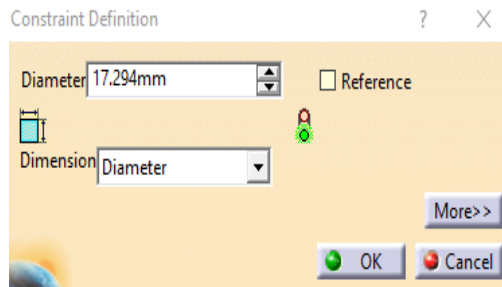 Constraint Definition ? X
Diameter 17.294mm Reference
Dimension Diameter
More>>
OK Cancel